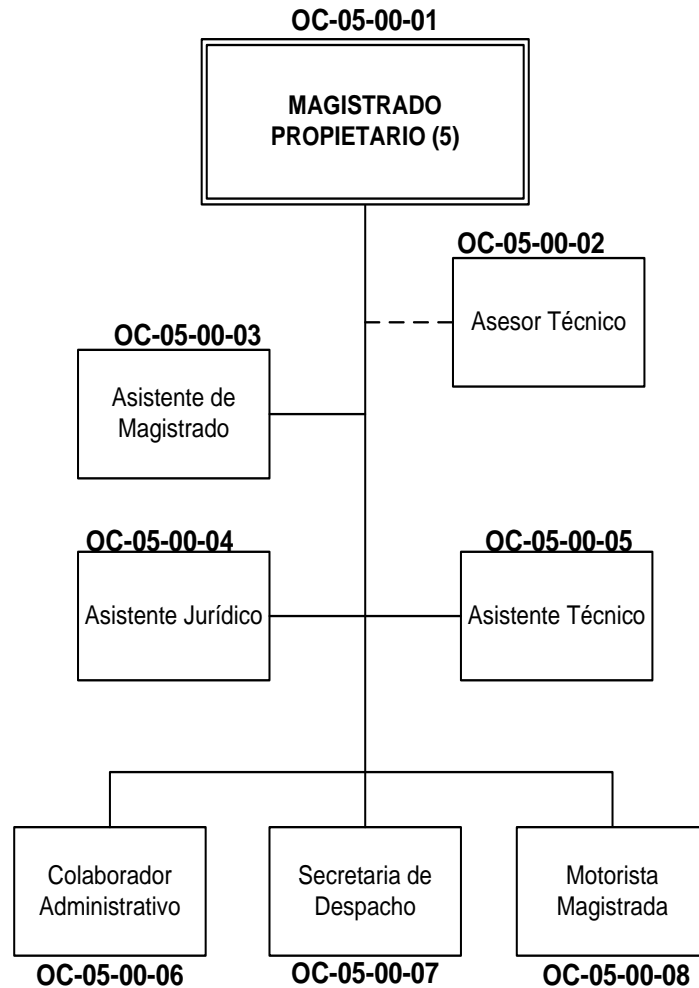 OC-05-00-01
MAGISTRADO
PROPIETARIO (5)
OC-05-00-02
Asesor Técnico
OC-05-00-03
Asistente de
Magistrado
OC-05-00-04
Asistente Jurídico
OC-05-00-05
Asistente Técnico
Colaborador
Administrativo
OC-05-00-06
Secretaria de
Despacho
OC-05-00-07
Motorista
Magistrada
OC-05-00-08